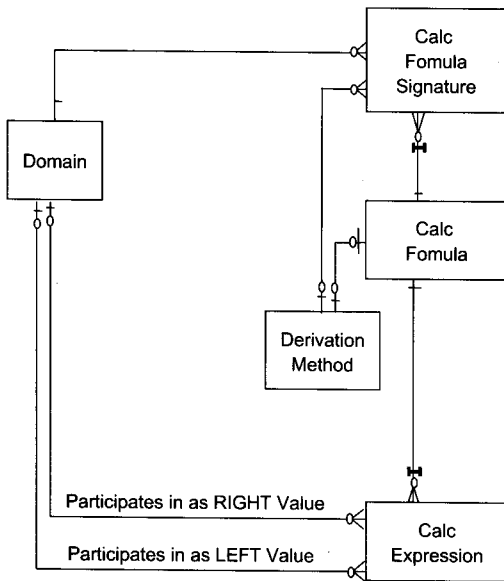 Calc
Fomula
Signature
Domain
Calc
Fomula
Derivation
Method
Participates in as RIGHT Value
Participates in as LEFT Value
Calc
Expression